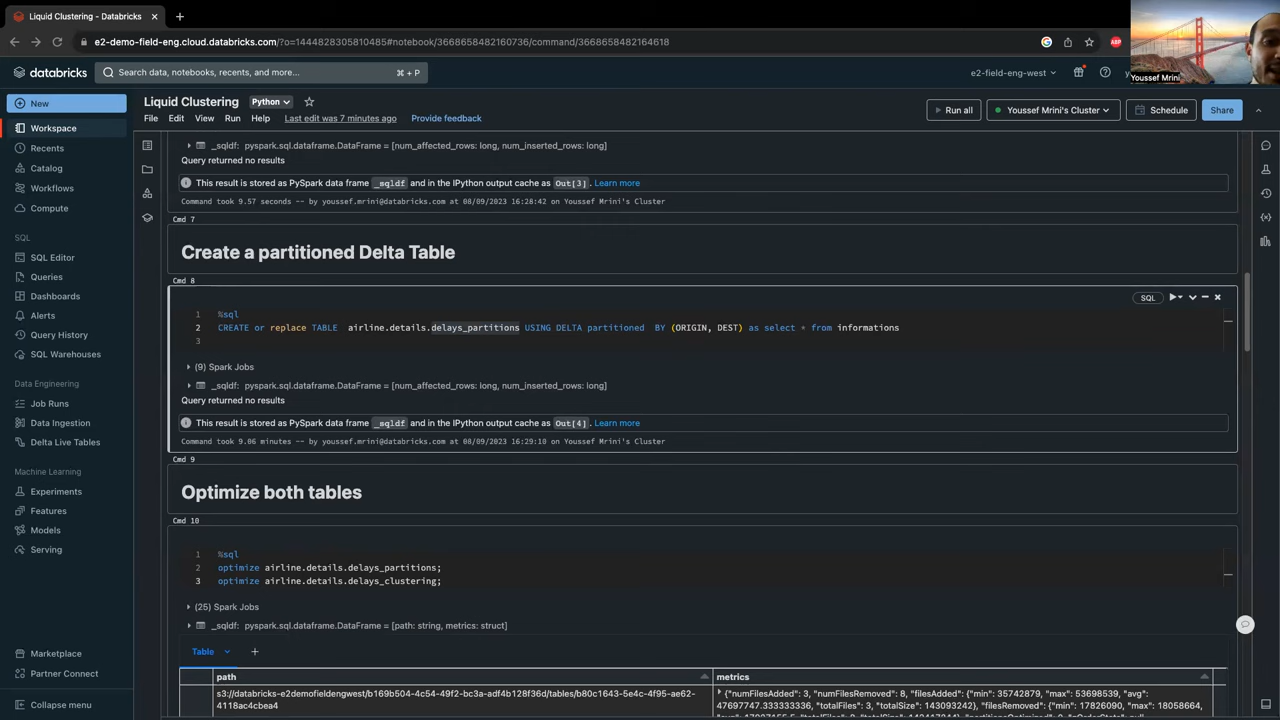 Liquid Clustering - Databricks
e2-demo-field-eng.cloud.databricks.com/?o=1444828305810485#notebook/3668658482160736/command/3668658482164618
ABP
Youssef Mrini
databricks
Search data, notebooks, recents, and more...
⌘ + P
e2-field-eng-west
New
Workspace
Recents
Catalog
Workflows
Compute
SQL
SQL Editor
Queries
Dashboards
Alerts
Query History
SQL Warehouses
Data Engineering
Job Runs
Data Ingestion
Delta Live Tables
Machine Learning
Experiments
Features
Models
Serving
Marketplace
Partner Connect
Collapse menu
Liquid Clustering Python
File Edit View Run Help Last edit was 7 minutes ago Provide feedback
Run all Youssef Mrini's Cluster Schedule Share
_sqldf: pyspark.sql.dataframe.DataFrame = [num_affected_rows: long, num_inserted_rows: long]
Query returned no results
This result is stored as PySpark data frame _sqldf and in the IPython output cache as Out[3]. Learn more
Command took 9.57 seconds -- by youssef.mrini@databricks.com at 08/09/2023 16:28:42 on Youssef Mrini's Cluster
Cmd 7
Create a partitioned Delta Table
Cmd 8
SQL
1 %sql
2 CREATE or replace TABLE airline.details.delays_partitions USING DELTA partitioned BY (ORIGIN, DEST) as select * from informations
3
(9) Spark Jobs
_sqldf: pyspark.sql.dataframe.DataFrame = [num_affected_rows: long, num_inserted_rows: long]
Query returned no results
This result is stored as PySpark data frame _sqldf and in the IPython output cache as Out[4]. Learn more
Command took 9.06 minutes -- by youssef.mrini@databricks.com at 08/09/2023 16:29:10 on Youssef Mrini's Cluster
Cmd 9
Optimize both tables
Cmd 10
1 %sql
2 optimize airline.details.delays_partitions;
3 optimize airline.details.delays_clustering;
(25) Spark Jobs
_sqldf: pyspark.sql.dataframe.DataFrame = [path: string, metrics: struct]
Table
path metrics
s3://databricks-e2demofieldengwest/b169b504-4c54-49f2-bc3a-adf4b128f36d/tables/b80c1643-5e4c-4f95-ae62-
4118ac4cbea4
{"numFilesAdded": 3, "numFilesRemoved": 8, "filesAdded": {"min": 35742879, "max": 53698539, "avg":
47697747.333333336, "totalFiles": 3, "totalSize": 143093242}, "filesRemoved": {"min": 17826090, "max": 18058664,